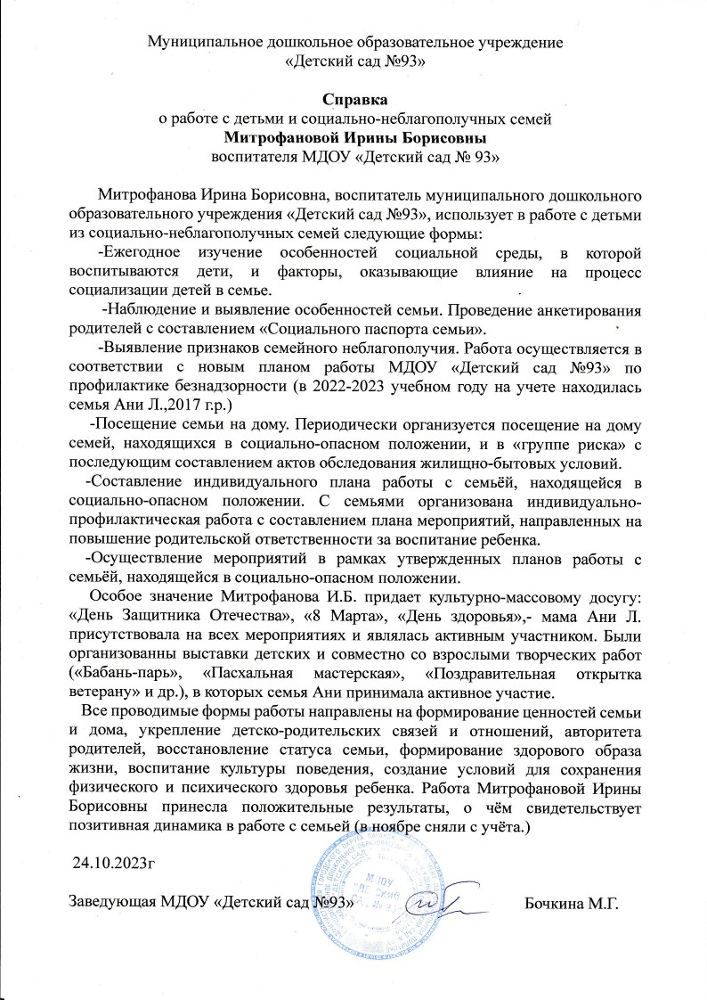 Муниципальное дошкольное образовательное учреждение
«Детский сад №93»
Справка
о работе с детьми и социально-неблагополучных семей
Митрофановой Ирины Борисовны
воспитателя МДОУ «Детский сад № 93»
Митрофанова Ирина Борисовна, воспитатель муниципального дошкольного
образовательного учреждения «Детский сад №93», использует в работе с детьми
из социально-неблагополучных семей следующие формы:
-Ежегодное изучение особенностей социальной среды, в которой
воспитываются дети, и факторы, оказывающие влияние на процесс
социализации детей в семье.
-Наблюдение и выявление особенностей семьи. Проведение анкетирования
родителей с составлением «Социального паспорта семьи».
-Выявление признаков семейного неблагополучия. Работа осуществляется в
соответствии с новым планом работы МДОУ «Детский сад №93» по
профилактике безнадзорности (в 2022-2023 учебном году на учете находилась
семья Ани Л.,2017 г.р.)
-Посещение семьи на дому. Периодически организуется посещение на дому
семей, находящихся в социально-опасном положении, и в «группе риска» с
последующим составлением актов обследования жилищно-бытовых условий.
-Составление индивидуального плана работы с семьёй, находящейся в
социально-опасном положении. С семьями организована индивидуально-
профилактическая работа с составлением плана мероприятий, направленных на
повышение родительской ответственности за воспитание ребенка.
-Осуществление мероприятий в рамках утвержденных планов работы с
семьёй, находящейся в социально-опасном положении.
Особое значение Митрофанова И.Б. придает культурно-массовому досугу:
«День Защитника Отечества», «8 Марта», «День здоровья»,- мама Ани Л.
присутствовала на всех мероприятиях и являлась активным участником. Были
организованны выставки детских и совместно со взрослыми творческих работ
(«Бабань-парь», «Пасхальная мастерская», «Поздравительная открытка
ветерану» и др.), в которых семья Ани принимала активное участие.
Все проводимые формы работы направлены на формирование ценностей семьи
и дома, укрепление детско-родительских связей и отношений, авторитета
родителей, восстановление статуса семьи, формирование здорового образа
жизни, воспитание культуры поведения, создание условий для сохранения
физического и психического здоровья ребенка. Работа Митрофановой Ирины
Борисовны принесла положительные результаты, о чём свидетельствует
позитивная динамика в работе с семьей (в ноябре сняли с учёта.)
24.10.2023г
Заведующая МДОУ «Детский сад №93» Бочкина М.Г.
МДОУ